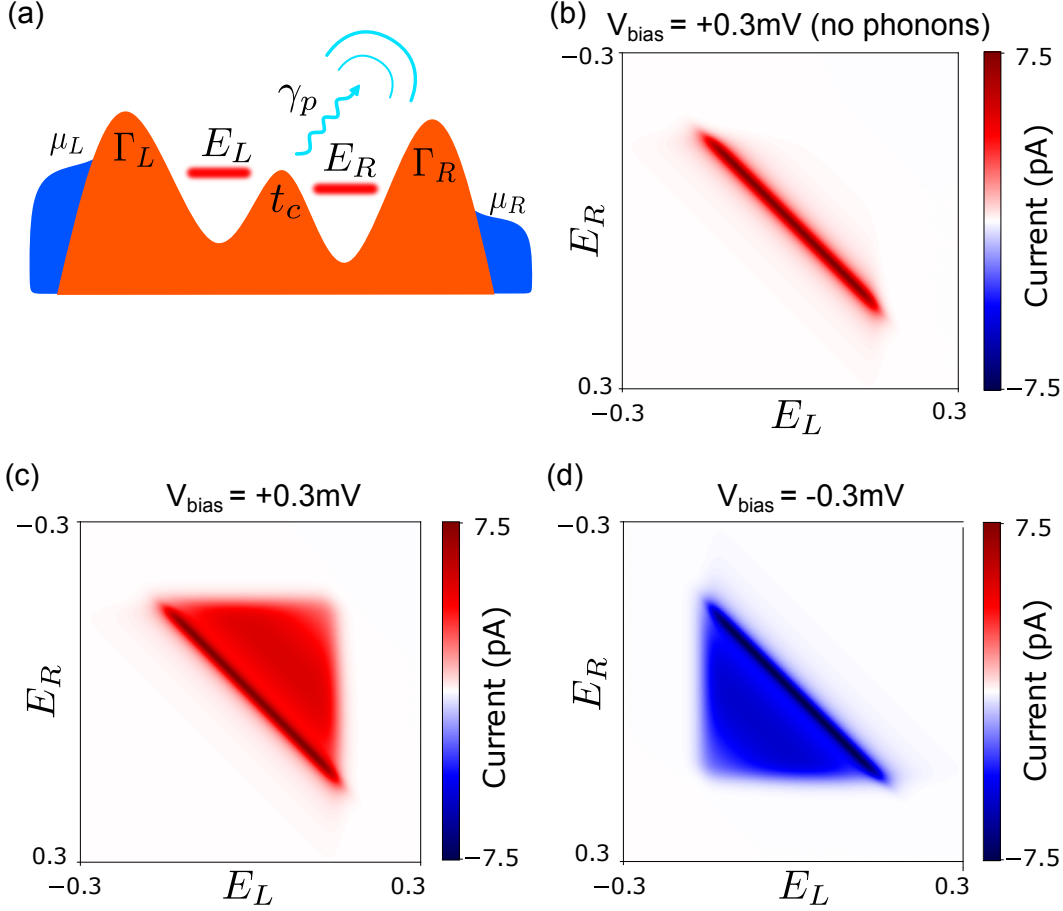 (a)
μ_L
Γ_L
E_L
t_c
γ_p
E_R
Γ_R
μ_R
(b)
V_bias = +0.3mV (no phonons)
−0.3
E_R
0.3
−0.3
E_L
0.3
7.5
Current (pA)
−7.5
(c)
V_bias = +0.3mV
−0.3
E_R
0.3
−0.3
E_L
0.3
7.5
Current (pA)
−7.5
(d)
V_bias = -0.3mV
−0.3
E_R
0.3
−0.3
E_L
0.3
7.5
Current (pA)
−7.5